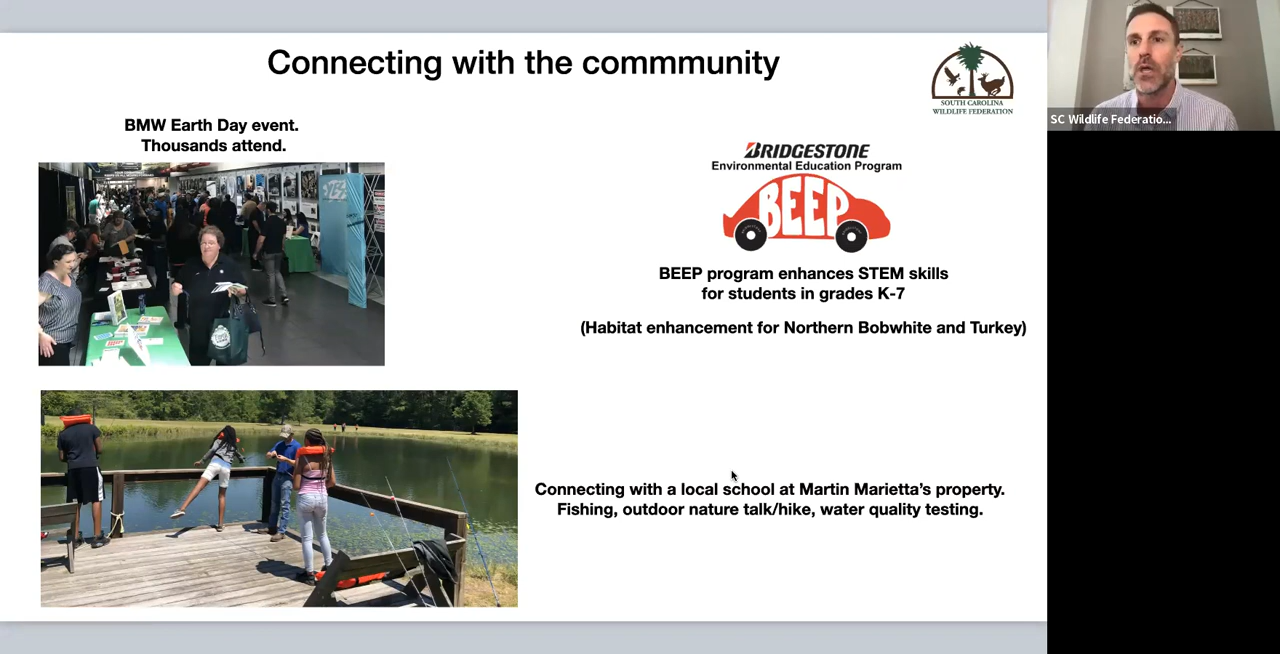 Connecting with the commmunity
SOUTH CAROLINA
WILDLIFE FEDERATION
SC Wildlife Federatio...
BMW Earth Day event.
Thousands attend.
BRIDGESTONE
Environmental Education Program
BEEP
BEEP program enhances STEM skills
for students in grades K-7
(Habitat enhancement for Northern Bobwhite and Turkey)
Connecting with a local school at Martin Marietta’s property.
Fishing, outdoor nature talk/hike, water quality testing.